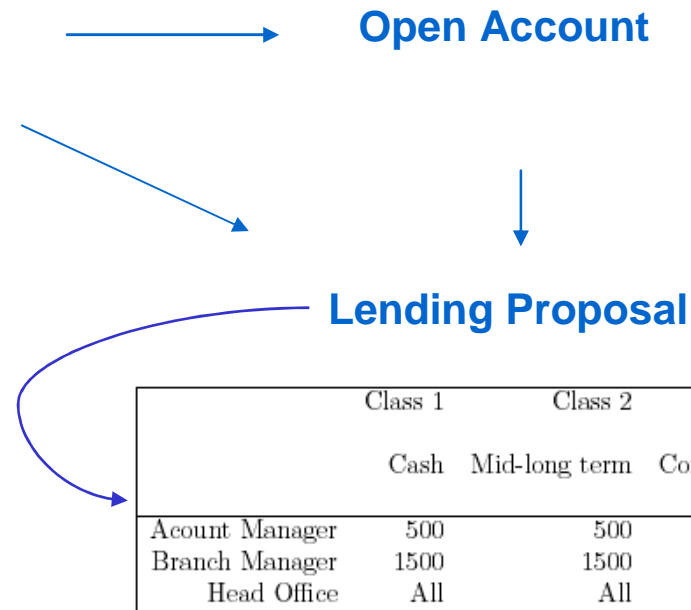 Open Account
Lending Proposal
Class 1 Class 2
Cash Mid-long term
Acount Manager 500 500
Branch Manager 1500 1500
Head Office All All